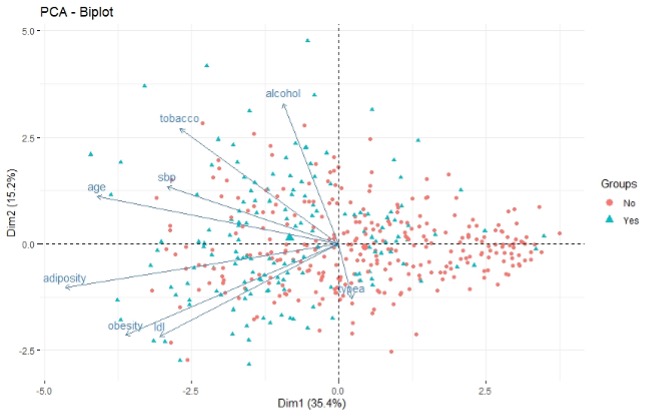 PCA - Biplot
5.0
alcohol
tobacco
2.5
sbp
age
Groups
No
Yes
Dim2 (15.2%)
0.0
adiposity
typea
obesity ldl
-2.5
-5.0 -2.5 0.0 2.5
Dim1 (35.4%)